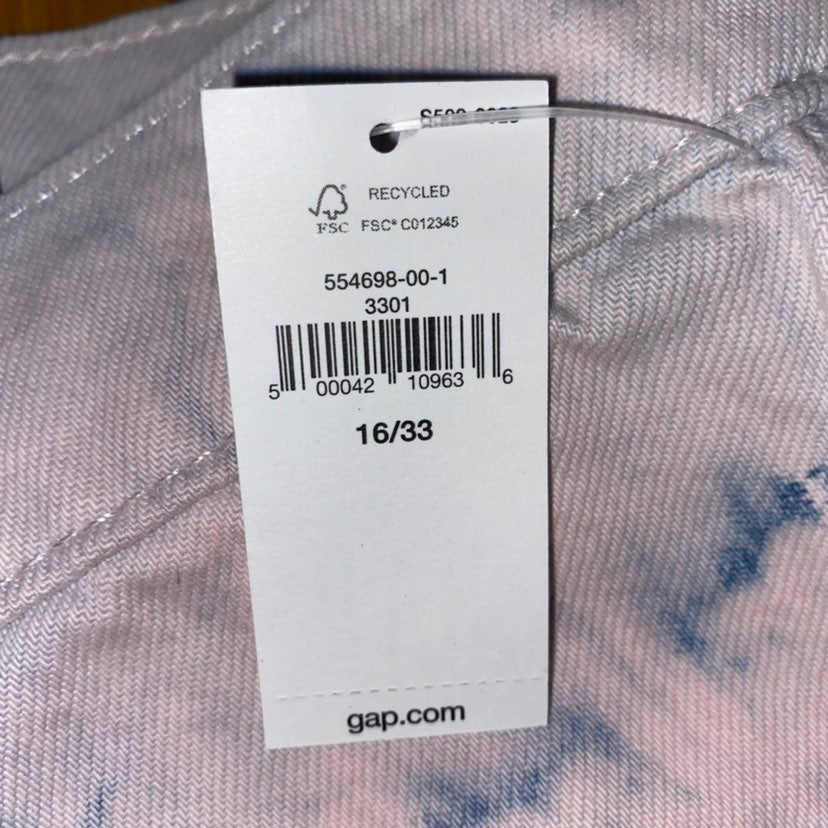 RECYCLED
FSC
FSC® C012345
554698-00-1
3301
5 00042 10963 6
16/33
gap.com